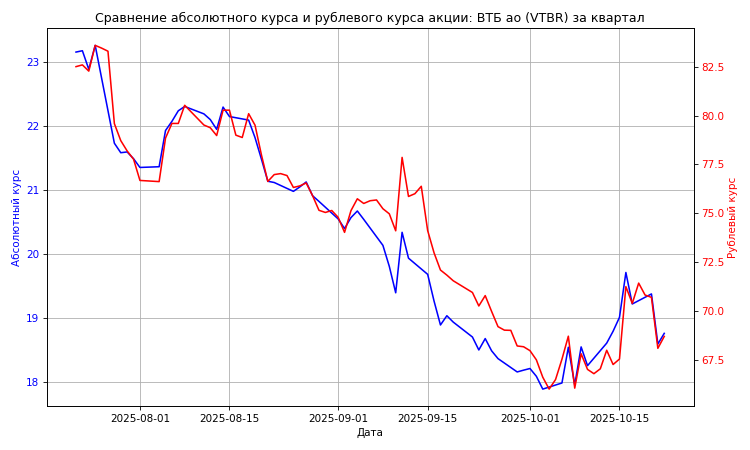 Сравнение абсолютного курса и рублевого курса акции: ВТБ ао (VTBR) за квартал
23
22
21
20
19
18
Абсолютный курс
82.5
80.0
77.5
75.0
72.5
70.0
67.5
Рублевый курс
2025-08-01 2025-08-15 2025-09-01 2025-09-15 2025-10-01 2025-10-15
Дата